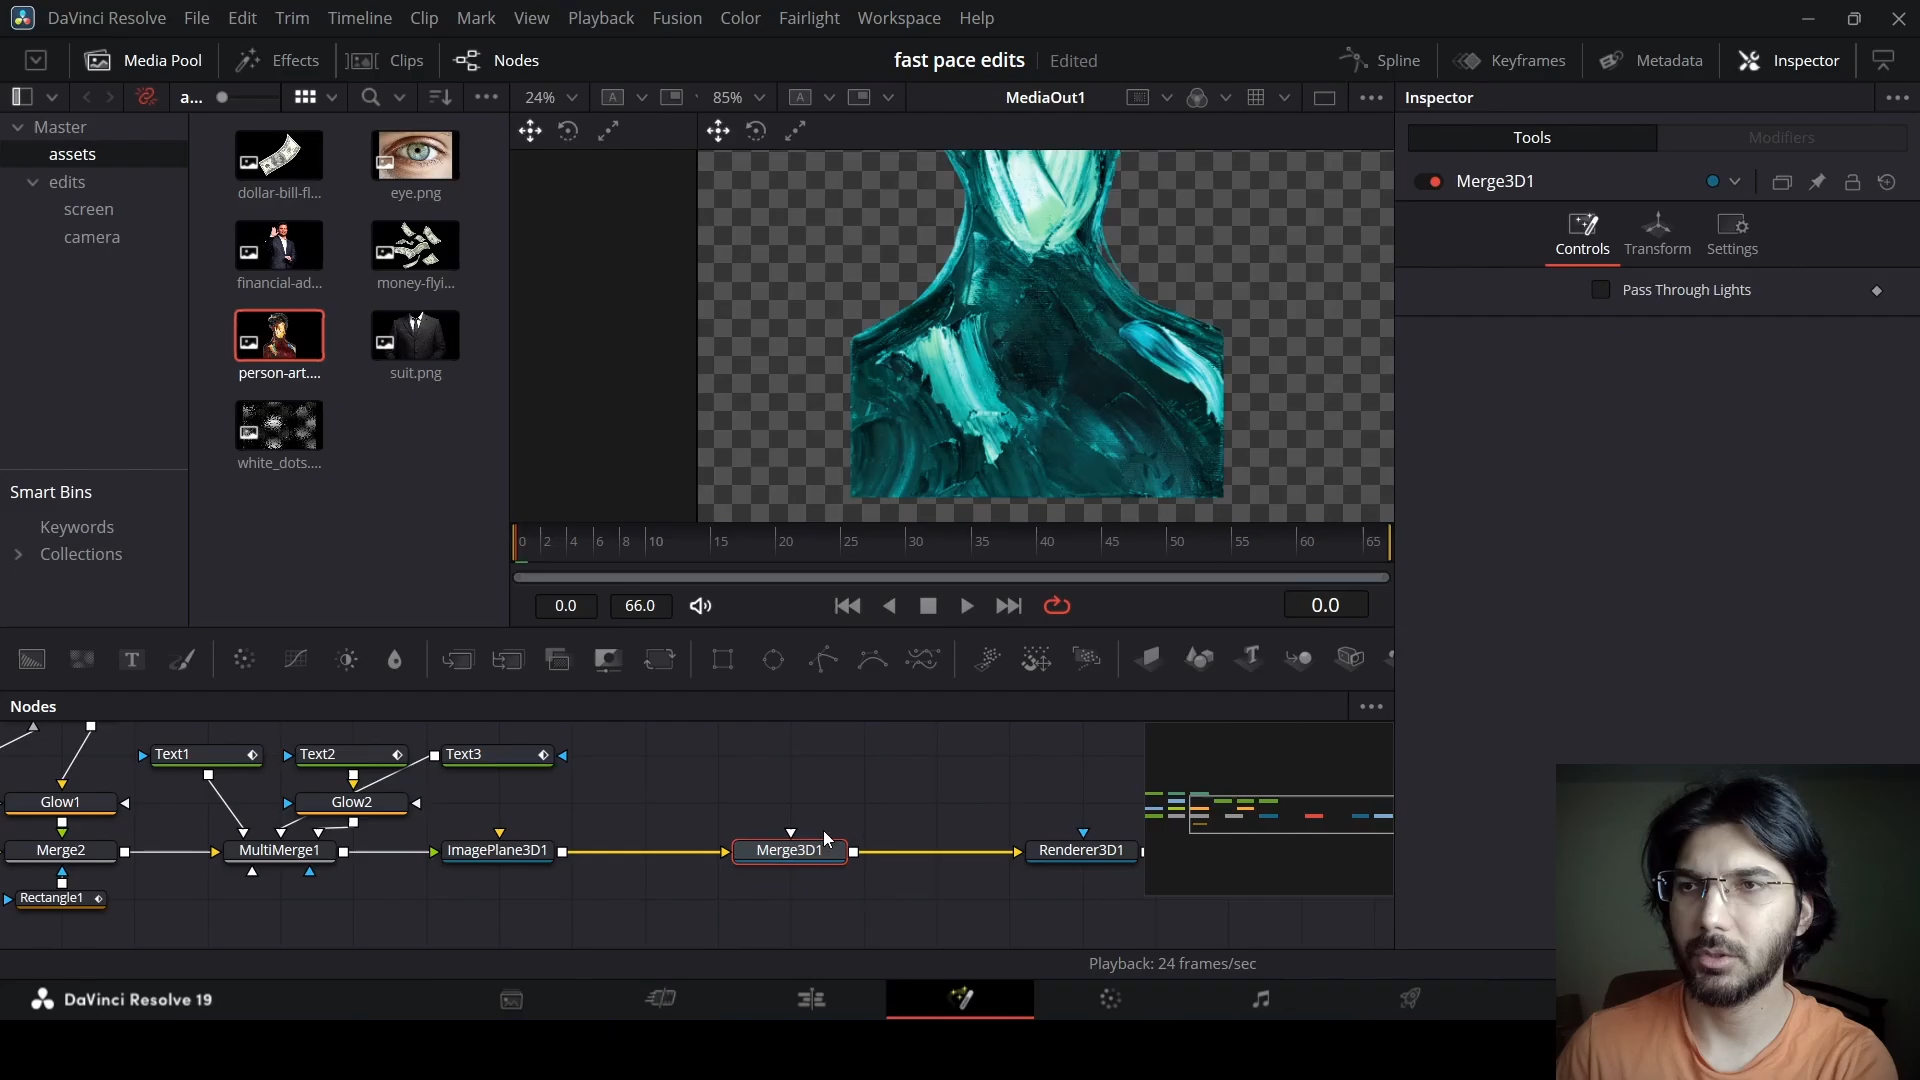 DaVinci Resolve File Edit Trim Timeline Clip Mark View Playback Fusion Color Fairlight Workspace Help
Media Pool Effects Clips Nodes fast pace edits Edited Spline Keyframes Metadata Inspector
a... 24% A 85% A MediaOut1 Inspector
Master
assets
edits
screen
camera
dollar-bill-fl... eye.png
financial-ad... money-flyi...
person-art.... suit.png
white_dots....
Smart Bins
Keywords
Collections
Tools Modifiers
Merge3D1
Controls Transform Settings
Pass Through Lights
0 2 4 6 8 10 15 20 25 30 35 40 45 50 55 60 65
0.0 66.0 0.0
T T
Nodes
Text1 Text2 Text3
Glow1 Glow2
Merge2 MultiMerge1 ImagePlane3D1 Merge3D1 Renderer3D1
Rectangle1
Playback: 24 frames/sec
DaVinci Resolve 19